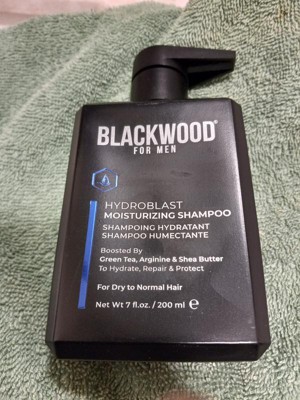 BLACKWOOD®
FOR MEN
HYDROBLAST
MOISTURIZING SHAMPOO
SHAMPOING HYDRATANT
SHAMPOO HUMECTANTE
Boosted By
Green Tea, Arginine & Shea Butter
To Hydrate, Repair & Protect
For Dry to Normal Hair
Net Wt 7 fl.oz. / 200 ml ℮